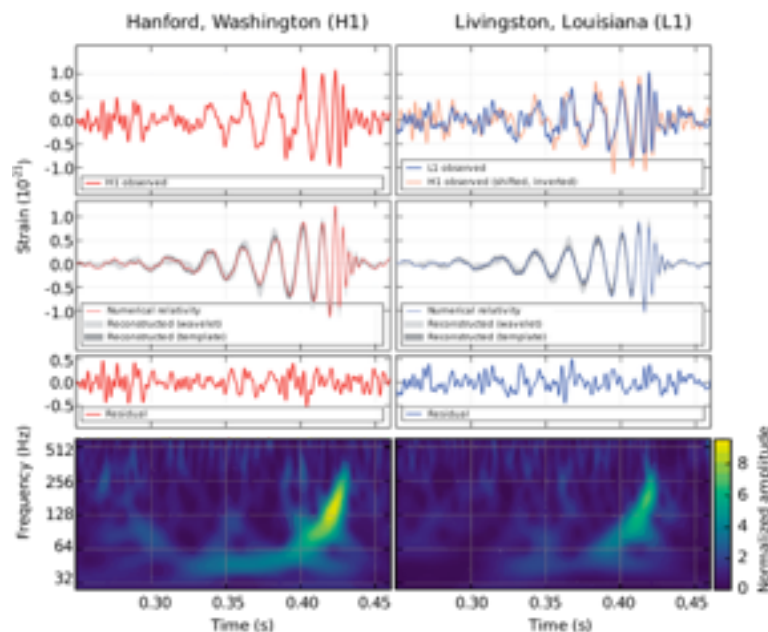 Hanford, Washington (H1)
Livingston, Louisiana (L1)
Strain (10²¹)
1.0
0.5
0.0
-0.5
-1.0
H1 observed
L1 observed
H1 observed (shifted, inverted)
1.0
0.5
0.0
-0.5
-1.0
Numerical relativity
Reconstructed (wavelet)
Reconstructed (template)
Numerical relativity
Reconstructed (wavelet)
Reconstructed (template)
0.5
0.0
-0.5
Residual
Residual
Frequency (Hz)
512
256
128
64
32
8
6
4
2
0
Normalized amplitude
0.30
0.35
0.40
0.45
0.30
0.35
0.40
0.45
Time (s)
Time (s)